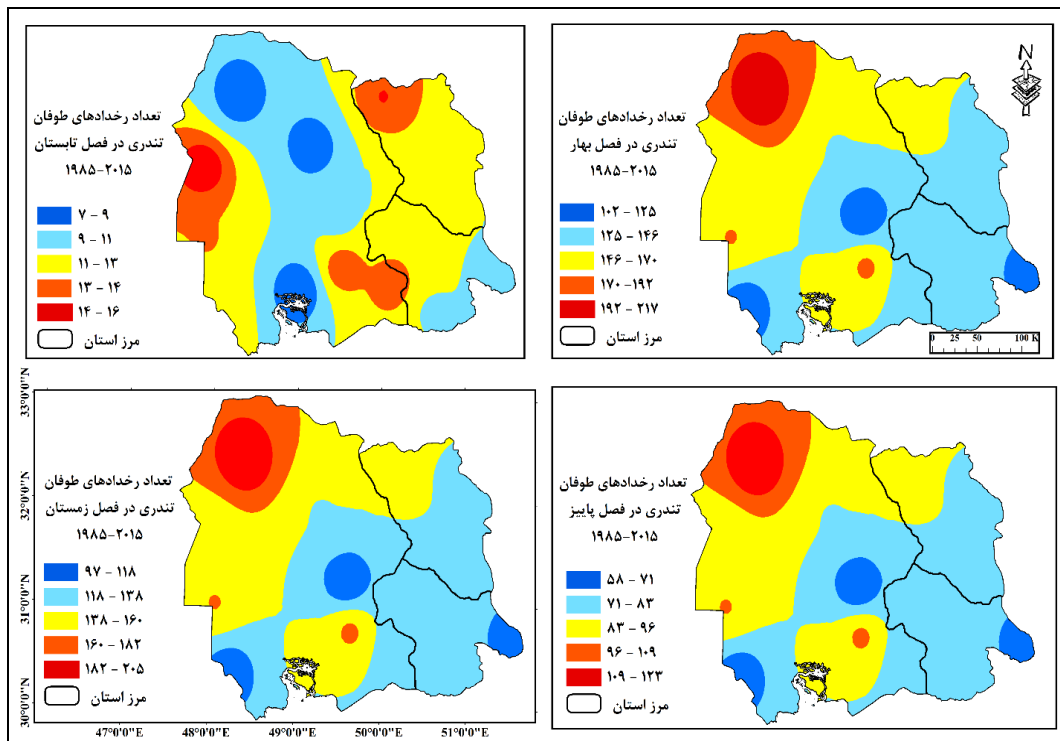 تعداد رخدادهای طوفان
تندری در فصل تابستان
۱۹۸۵-۲۰۱۵
۷ - ۹
۹ - ۱۱
۱۱ - ۱۳
۱۳ - ۱۴
۱۴ - ۱۶
مرز استان
N
تعداد رخدادهای طوفان
تندری در فصل بهار
۱۹۸۵-۲۰۱۵
۱۰۲ - ۱۲۵
۱۲۵ - ۱۴۶
۱۴۶ - ۱۷۰
۱۷۰ - ۱۹۲
۱۹۲ - ۲۱۷
مرز استان
0 25 50 100 K
33°0'0"N
32°0'0"N
31°0'0"N
30°0'0"N
تعداد رخدادهای طوفان
تندری در فصل زمستان
۱۹۸۵-۲۰۱۵
۹۷ - ۱۱۸
۱۱۸ - ۱۳۸
۱۳۸ - ۱۶۰
۱۶۰ - ۱۸۲
۱۸۲ - ۲۰۵
مرز استان
47°0'0"E 48°0'0"E 49°0'0"E 50°0'0"E 51°0'0"E
تعداد رخدادهای طوفان
تندری در فصل پاییز
۱۹۸۵-۲۰۱۵
۵۸ - ۷۱
۷۱ - ۸۳
۸۳ - ۹۶
۹۶ - ۱۰۹
۱۰۹ - ۱۲۳
مرز استان